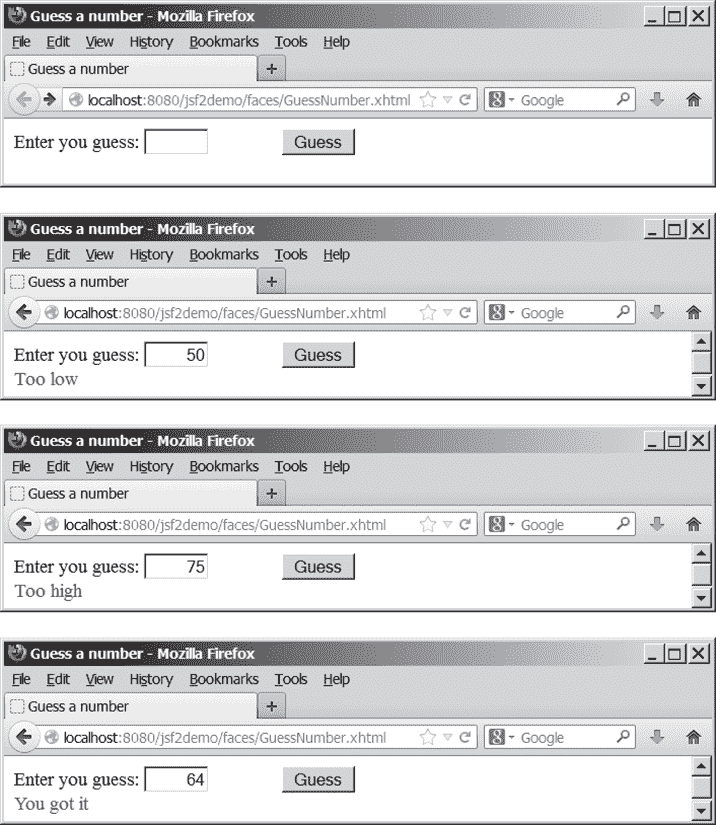 Guess a number - Mozilla Firefox
File Edit View History Bookmarks Tools Help
Guess a number +
localhost:8080/jsf2demo/faces/GuessNumber.xhtml 8 Google
Enter you guess: Guess
Guess a number - Mozilla Firefox
File Edit View History Bookmarks Tools Help
Guess a number +
localhost:8080/jsf2demo/faces/GuessNumber.xhtml 8 Google
Enter you guess: 50 Guess
Too low
Guess a number - Mozilla Firefox
File Edit View History Bookmarks Tools Help
Guess a number +
localhost:8080/jsf2demo/faces/GuessNumber.xhtml 8 Google
Enter you guess: 75 Guess
Too high
Guess a number - Mozilla Firefox
File Edit View History Bookmarks Tools Help
Guess a number +
localhost:8080/jsf2demo/faces/GuessNumber.xhtml 8 Google
Enter you guess: 64 Guess
You got it